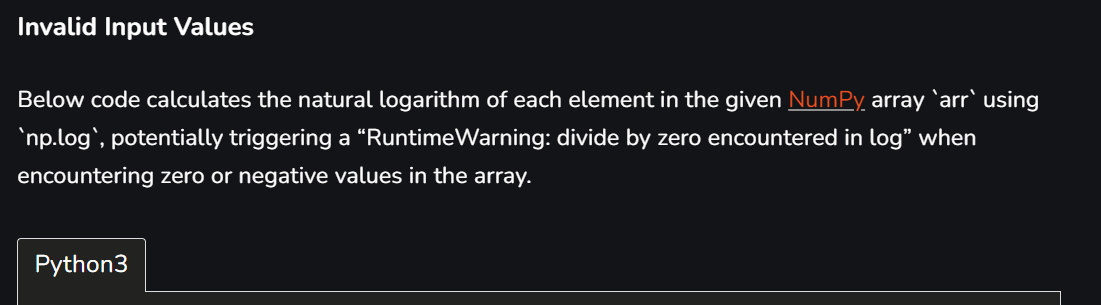 Invalid Input Values
Below code calculates the natural logarithm of each element in the given NumPy array `arr` using
`np.log`, potentially triggering a “RuntimeWarning: divide by zero encountered in log” when
encountering zero or negative values in the array.
Python3